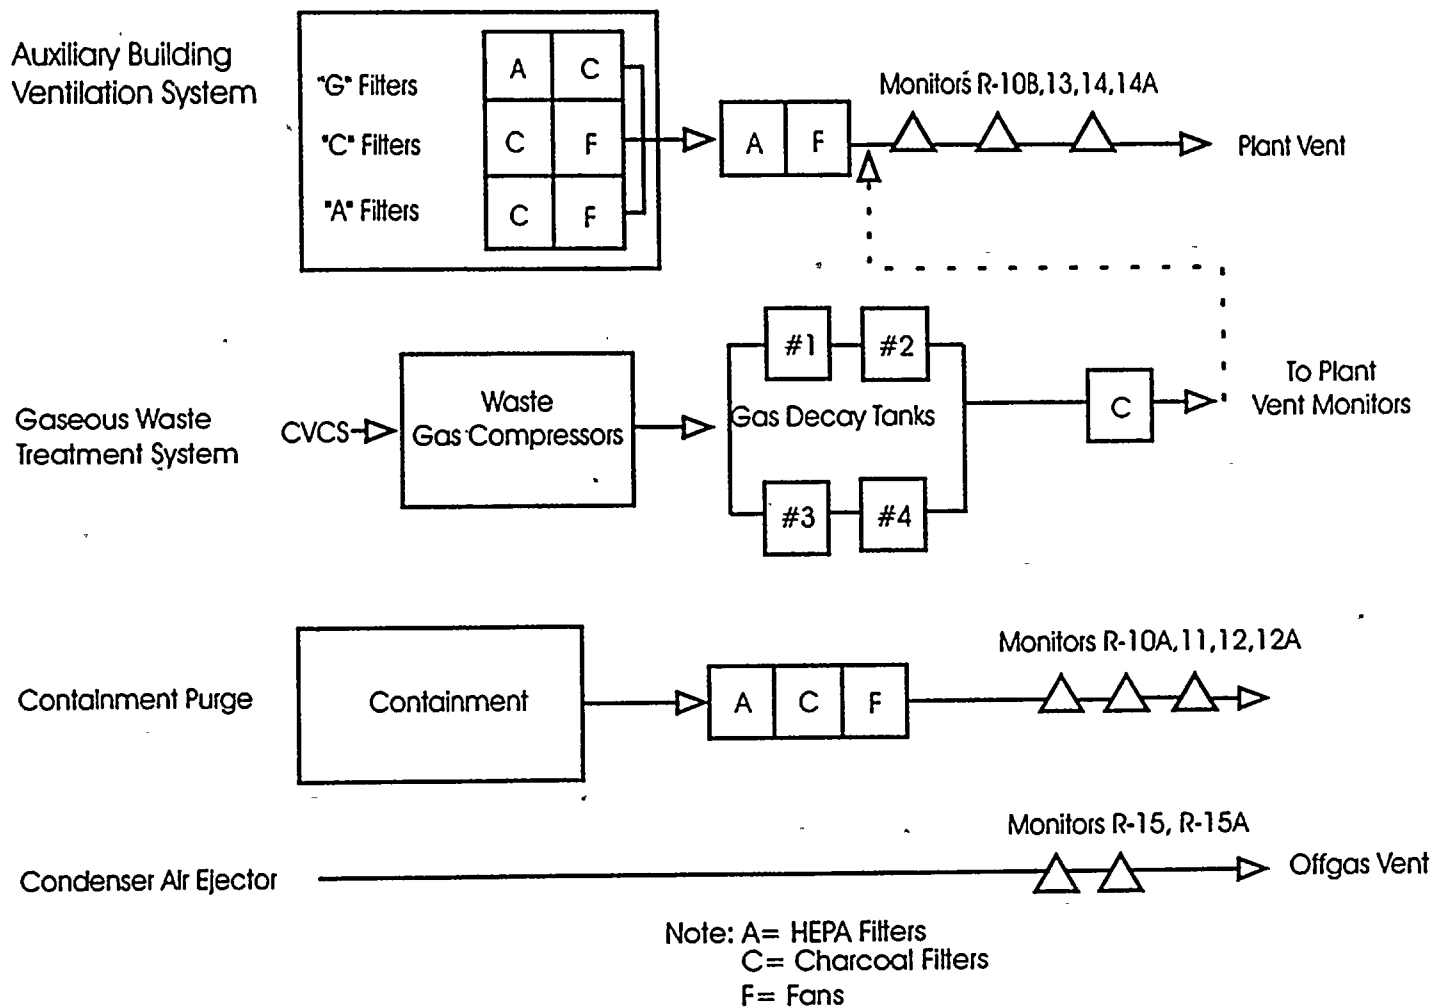 Auxiliary Building
Ventilation System
"G" Filters
"C" Filters
"A" Filters
A C
C F
C F
A F
Monitors R-10B,13,14,14A
Plant Vent
Gaseous Waste
Treatment System
CVCS
Waste
Gas Compressors
#1 #2
Gas Decay Tanks
#3 #4
C
To Plant
Vent Monitors
Containment Purge
Containment
A C F
Monitors R-10A,11,12,12A
Condenser Air Ejector
Monitors R-15, R-15A
Offgas Vent
Note: A= HEPA Filters
C= Charcoal Filters
F= Fans